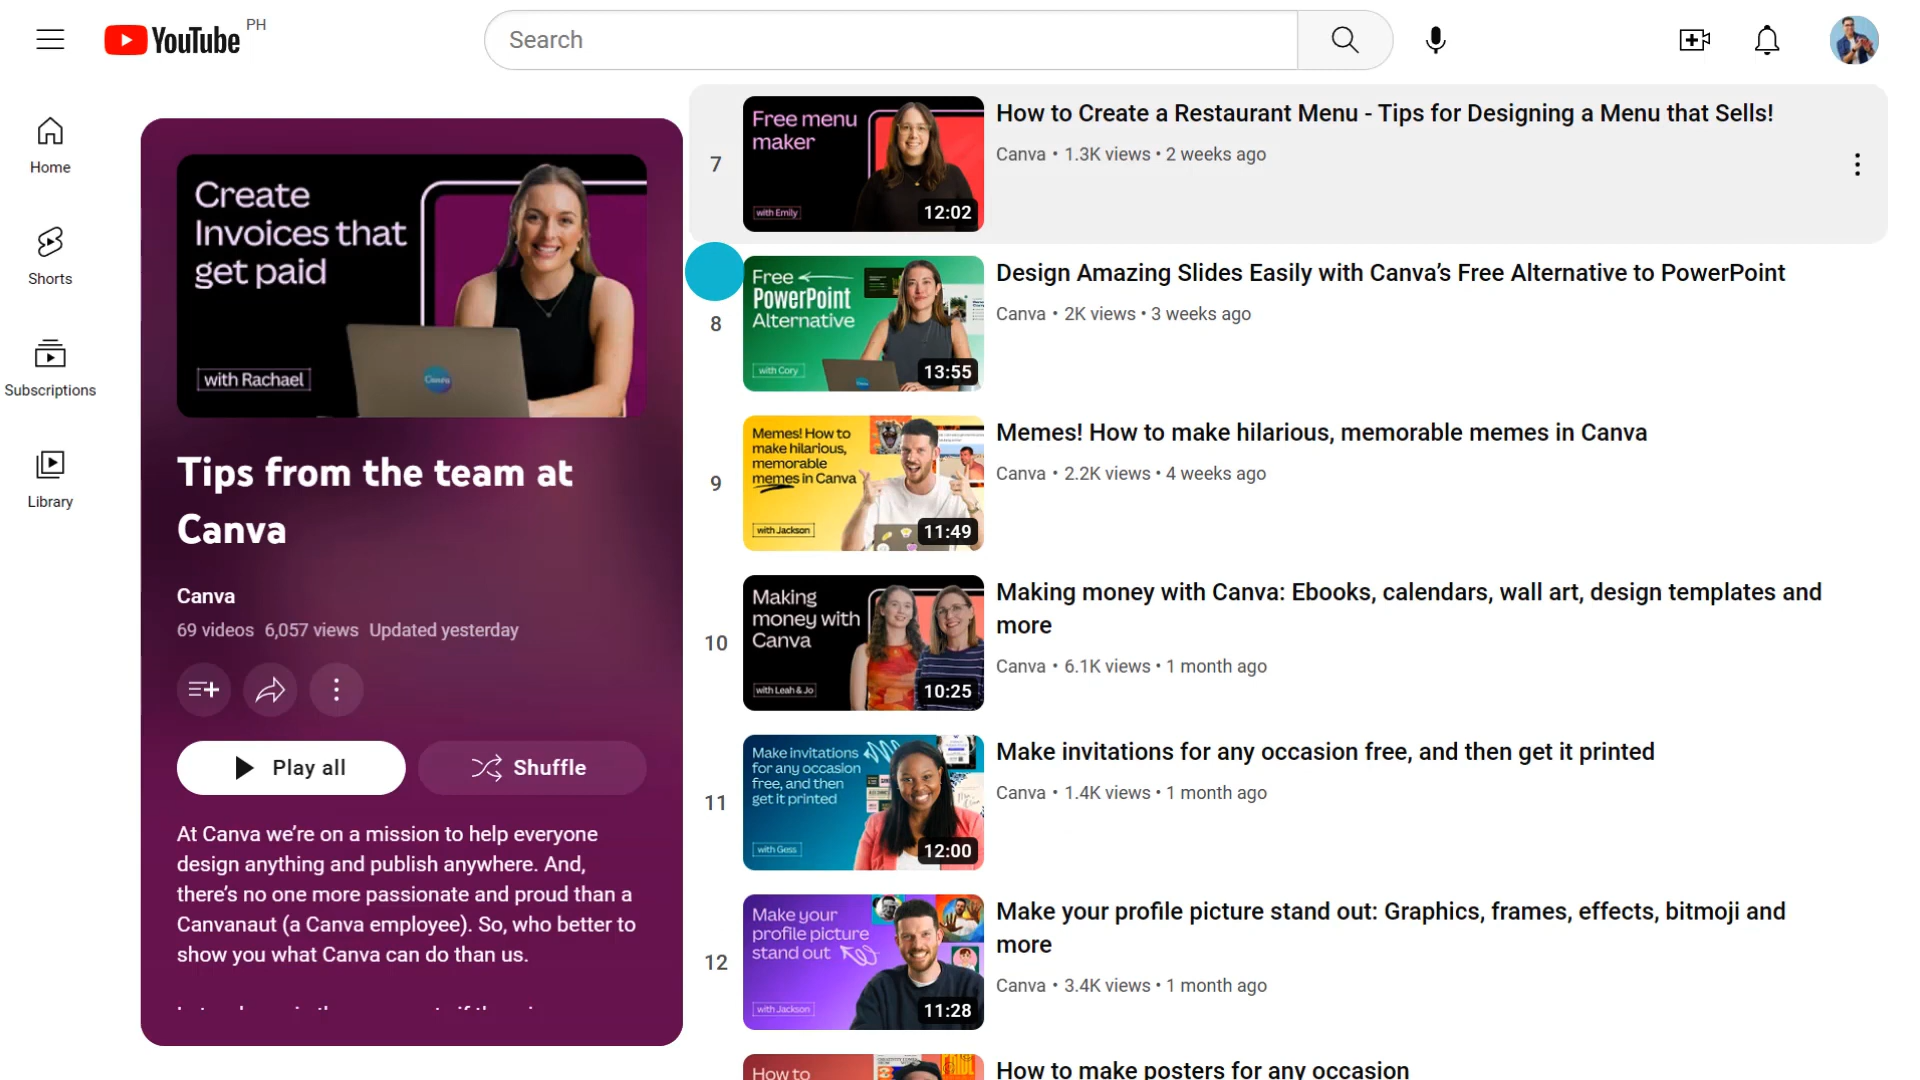 YouTube PH
Search
Home
Shorts
Subscriptions
Library
Create
Invoices that
get paid
with Rachael
Canva
Tips from the team at
Canva
Canva
69 videos 6,057 views Updated yesterday
Play all
Shuffle
At Canva we're on a mission to help everyone
design anything and publish anywhere. And,
there's no one more passionate and proud than a
Canvanaut (a Canva employee). So, who better to
show you what Canva can do than us.
7
Free menu
maker
with Emily
12:02
How to Create a Restaurant Menu - Tips for Designing a Menu that Sells!
Canva • 1.3K views • 2 weeks ago
8
Free
PowerPoint
Alternative
with Cory
13:55
Design Amazing Slides Easily with Canva's Free Alternative to PowerPoint
Canva • 2K views • 3 weeks ago
9
Memes! How to
make hilarious,
memorable
memes in Canva
with Jackson
11:49
Memes! How to make hilarious, memorable memes in Canva
Canva • 2.2K views • 4 weeks ago
10
Making
money with
Canva
with Leah & Jo
10:25
Making money with Canva: Ebooks, calendars, wall art, design templates and
more
Canva • 6.1K views • 1 month ago
11
Make invitations
for any occasion
free, and then
get it printed
with Gess
12:00
Make invitations for any occasion free, and then get it printed
Canva • 1.4K views • 1 month ago
12
Make your
profile picture
stand out
with Jackson
11:28
Make your profile picture stand out: Graphics, frames, effects, bitmoji and
more
Canva • 3.4K views • 1 month ago
How to
How to make posters for any occasion